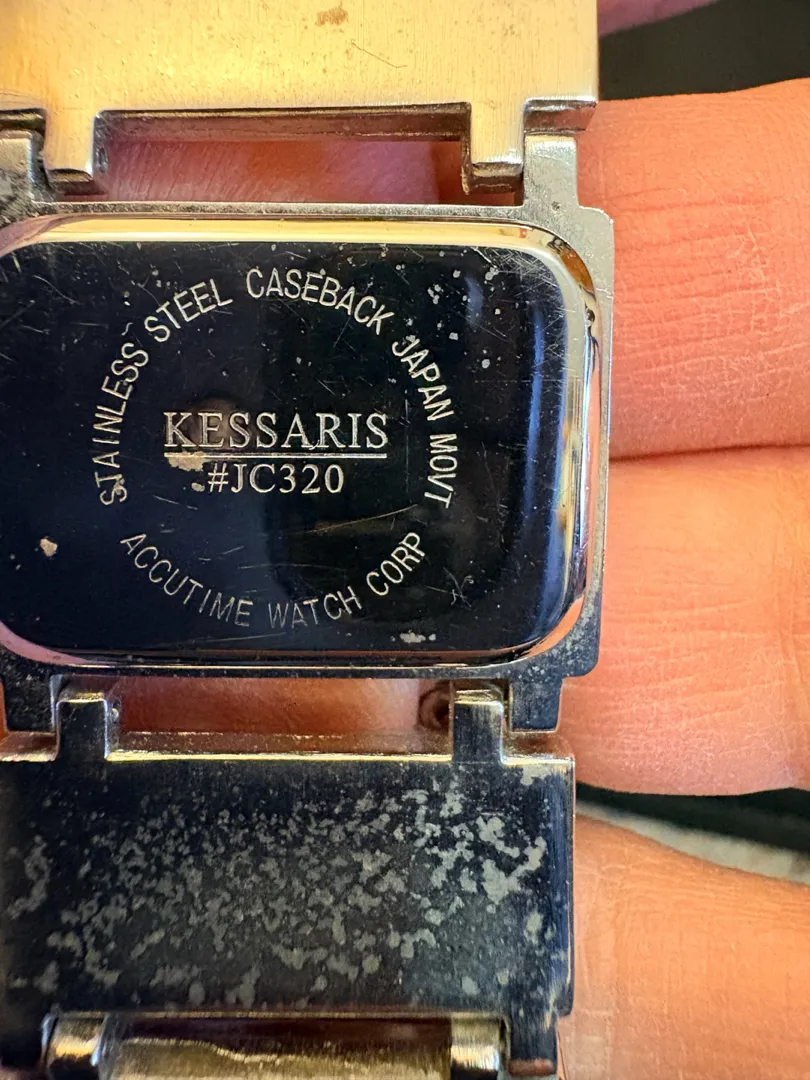 STAINLESS STEEL CASEBACK JAPAN MOVT
KESSARIS
#JC320
ACCUTIME WATCH CORP